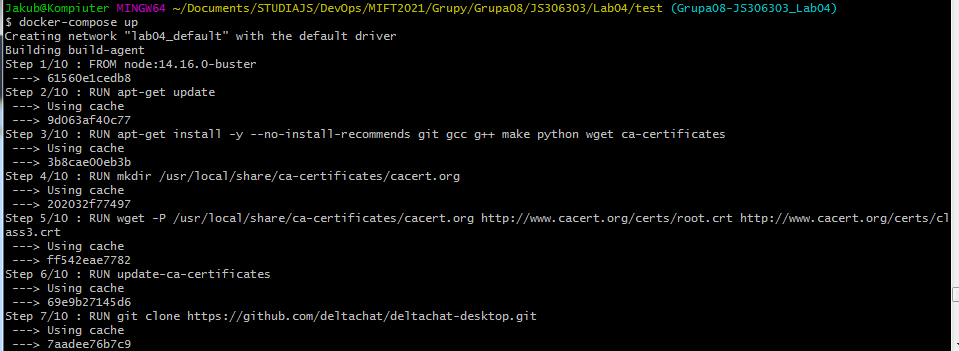 Jakub@Kompiuter MINGW64 ~/Documents/STUDIAJS/DevOps/MIFT2021/Grupy/Grupa08/JS306303/Lab04/test (Grupa08-JS306303_Lab04)
$ docker-compose up
Creating network "lab04_default" with the default driver
Building build-agent
Step 1/10 : FROM node:14.16.0-buster
 ---> 61560e1cedb8
Step 2/10 : RUN apt-get update
 ---> Using cache
 ---> 9d063af40c77
Step 3/10 : RUN apt-get install -y --no-install-recommends git gcc g++ make python wget ca-certificates
 ---> Using cache
 ---> 3b8cae00eb3b
Step 4/10 : RUN mkdir /usr/local/share/ca-certificates/cacert.org
 ---> Using cache
 ---> 202032f77497
Step 5/10 : RUN wget -P /usr/local/share/ca-certificates/cacert.org http://www.cacert.org/certs/root.crt http://www.cacert.org/certs/cl
ass3.crt
 ---> Using cache
 ---> ff542eae7782
Step 6/10 : RUN update-ca-certificates
 ---> Using cache
 ---> 69e9b27145d6
Step 7/10 : RUN git clone https://github.com/deltachat/deltachat-desktop.git
 ---> Using cache
 ---> 7aadee76b7c9